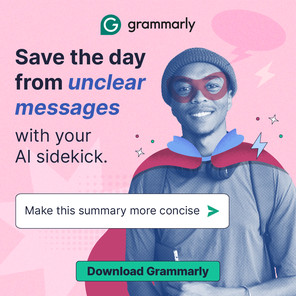 grammarly
Save the day
from unclear
messages
with your
AI sidekick.
Make this summary more concise
Download Grammarly